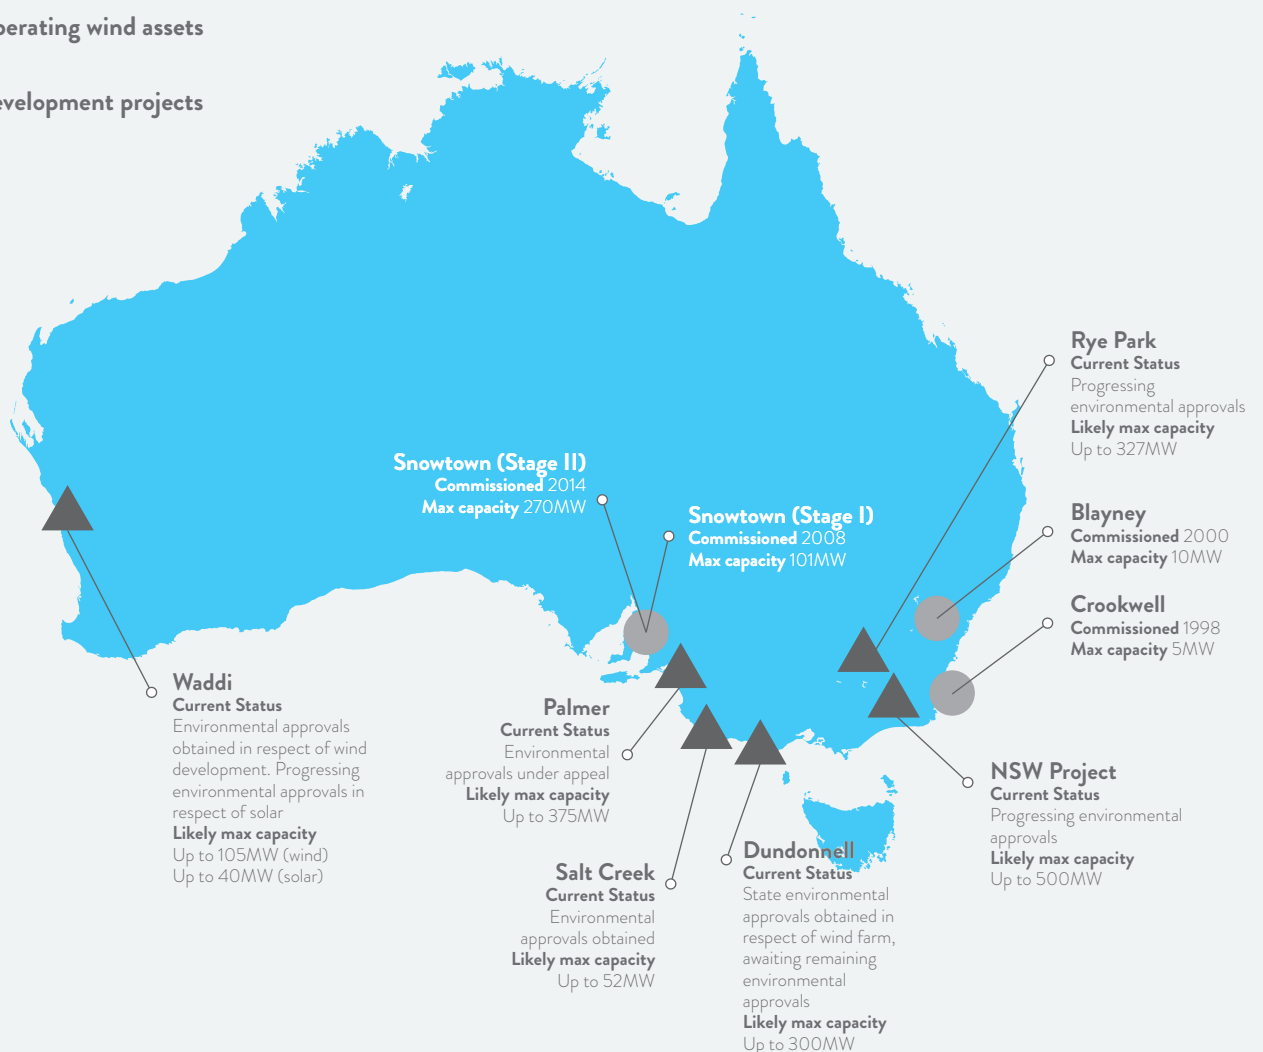 perating wind assets
evelopment projects
Rye Park
Current Status
Progressing
environmental approvals
Likely max capacity
Up to 327MW
Snowtown (Stage II)
Commissioned 2014
Max capacity 270MW
Snowtown (Stage I)
Commissioned 2008
Max capacity 101MW
Blayney
Commissioned 2000
Max capacity 10MW
Crookwell
Commissioned 1998
Max capacity 5MW
Waddi
Current Status
Environmental approvals
obtained in respect of wind
development. Progressing
environmental approvals in
respect of solar
Likely max capacity
Up to 105MW (wind)
Up to 40MW (solar)
Palmer
Current Status
Environmental
approvals under appeal
Likely max capacity
Up to 375MW
NSW Project
Current Status
Progressing environmental
approvals
Likely max capacity
Up to 500MW
Salt Creek
Current Status
Environmental
approvals obtained
Likely max capacity
Up to 52MW
Dundonnell
Current Status
State environmental
approvals obtained in
respect of wind farm,
awaiting remaining
environmental
approvals
Likely max capacity
Up to 300MW